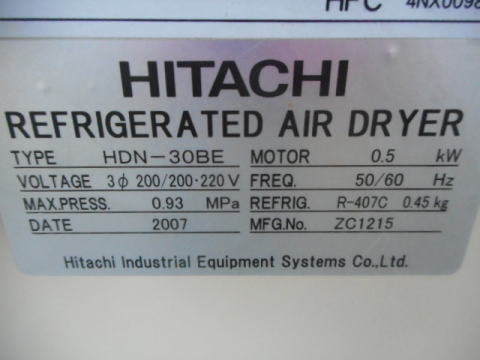 HFC 4NX0098
HITACHI
REFRIGERATED AIR DRYER
TYPE HDN-30BE MOTOR 0.5 kW
VOLTAGE 3φ 200/200・220 V FREQ. 50/60 Hz
MAX.PRESS. 0.93 MPa REFRIG. R-407C 0.45 kg
DATE 2007 MFG.No. ZC1215
Hitachi Industrial Equipment Systems Co.,Ltd.